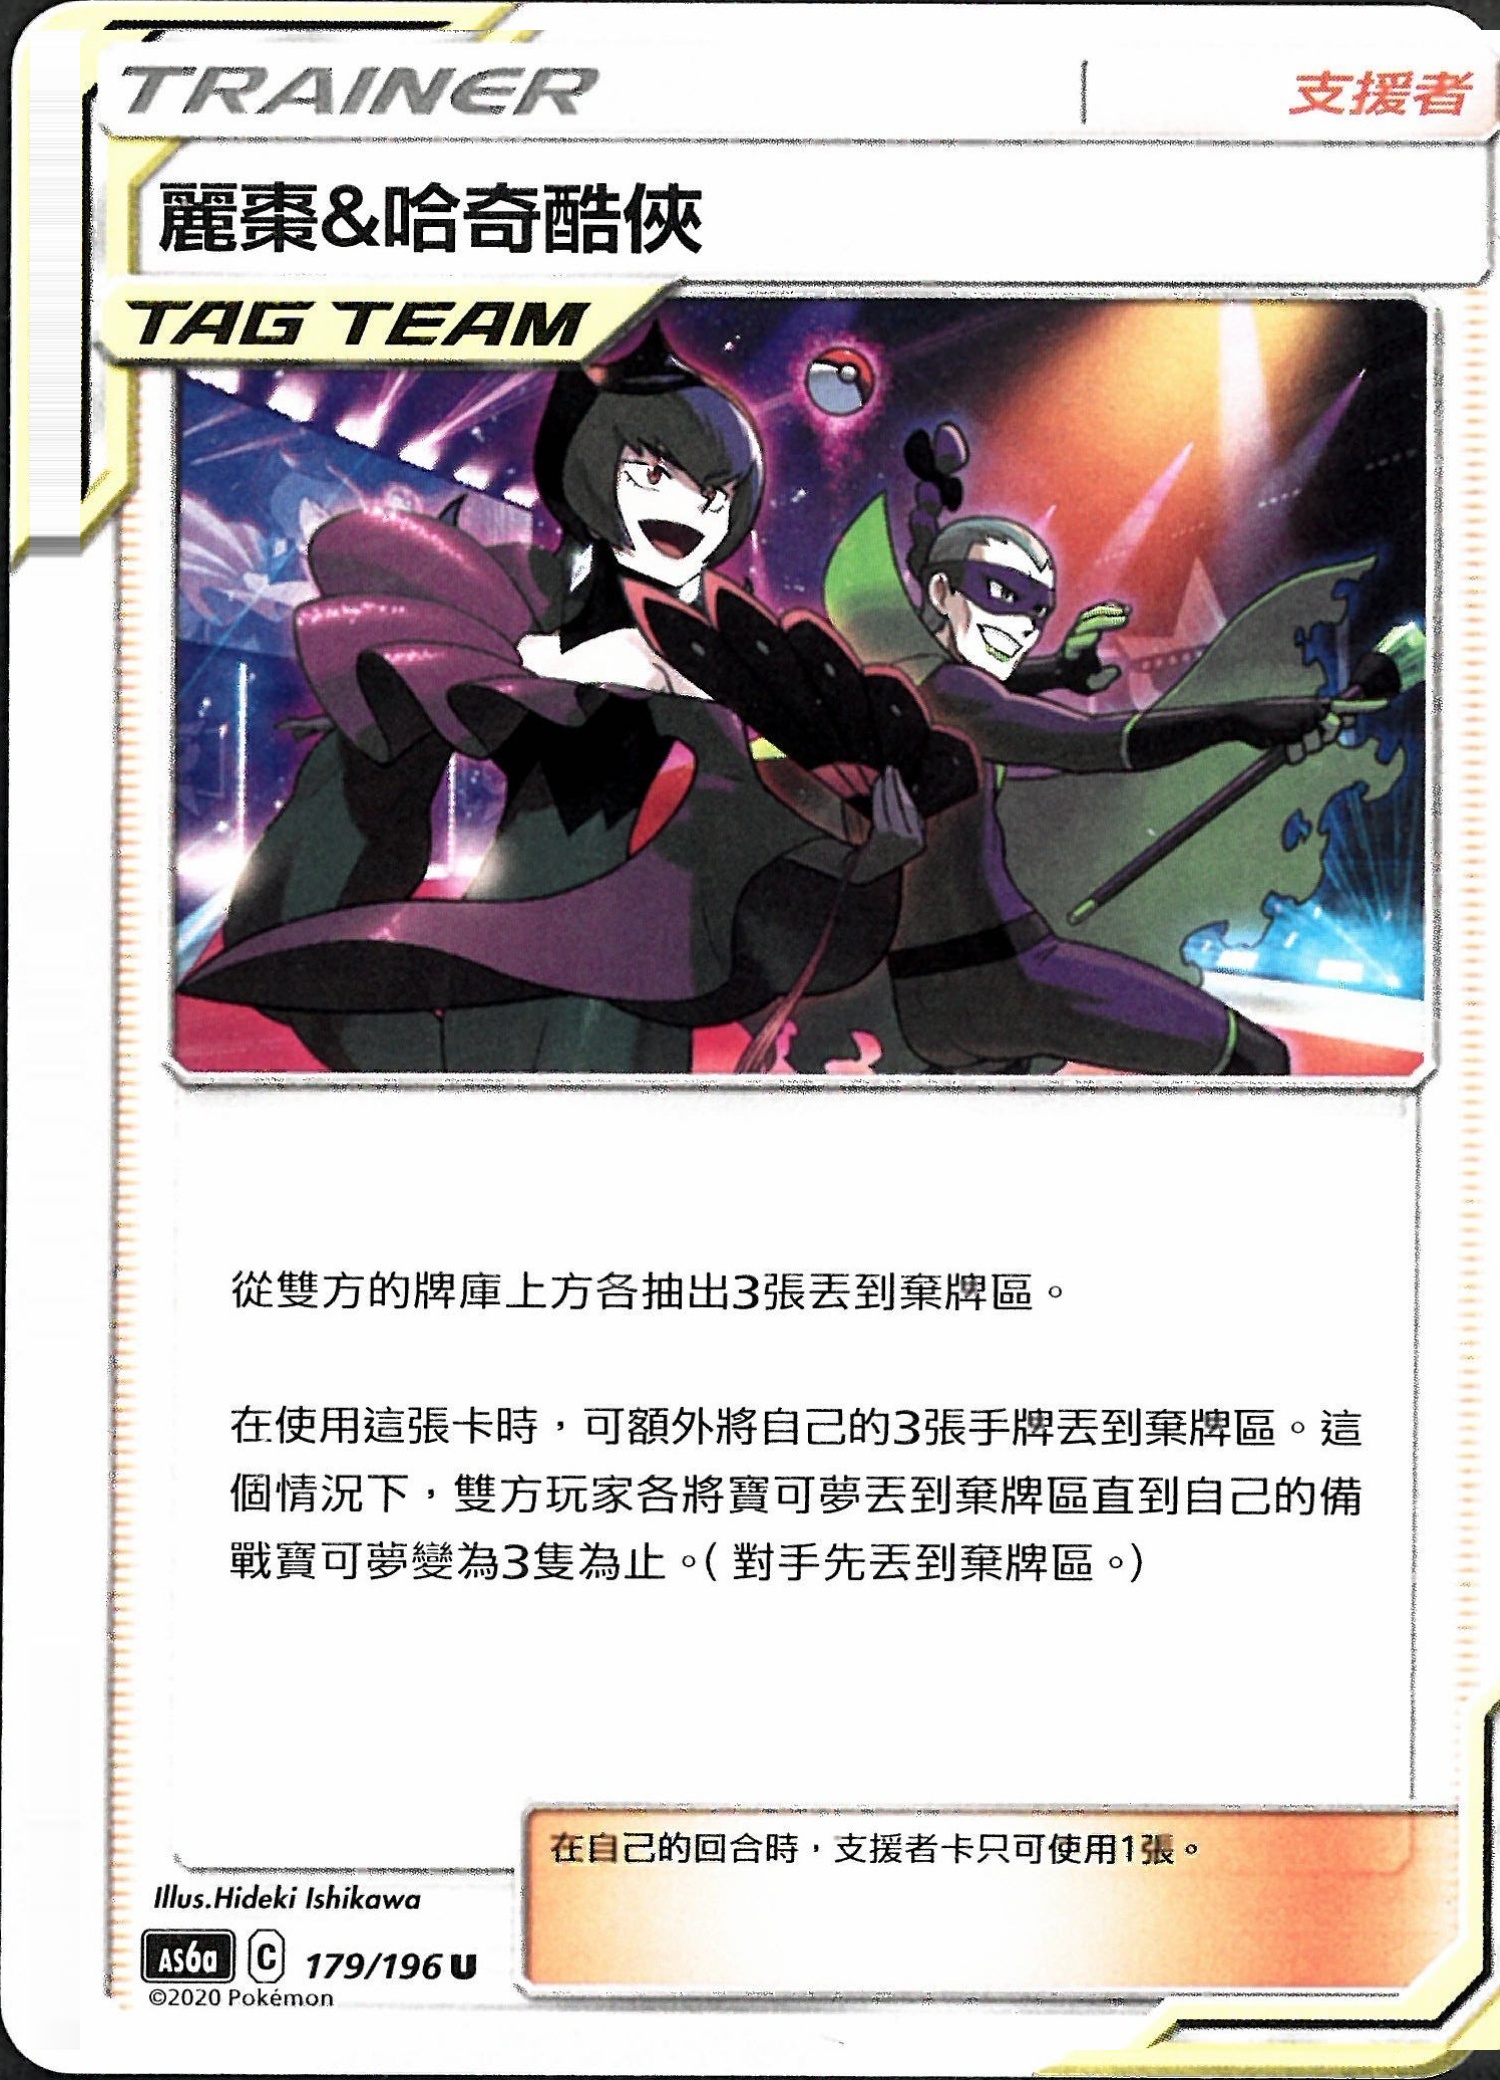 TRAINER
支援者
麗棗&哈奇酷俠
TAG TEAM
從雙方的牌庫上方各抽出3張丟到棄牌區。
在使用這張卡時，可額外將自己的3張手牌丟到棄牌區。這
個情況下，雙方玩家各將寶可夢丟到棄牌區直到自己的備
戰寶可夢變為3隻為止。(對手先丟到棄牌區。)
在自己的回合時，支援者卡只可使用1張。
Illus.Hideki Ishikawa
AS6a C 179/196 U
©2020 Pokémon